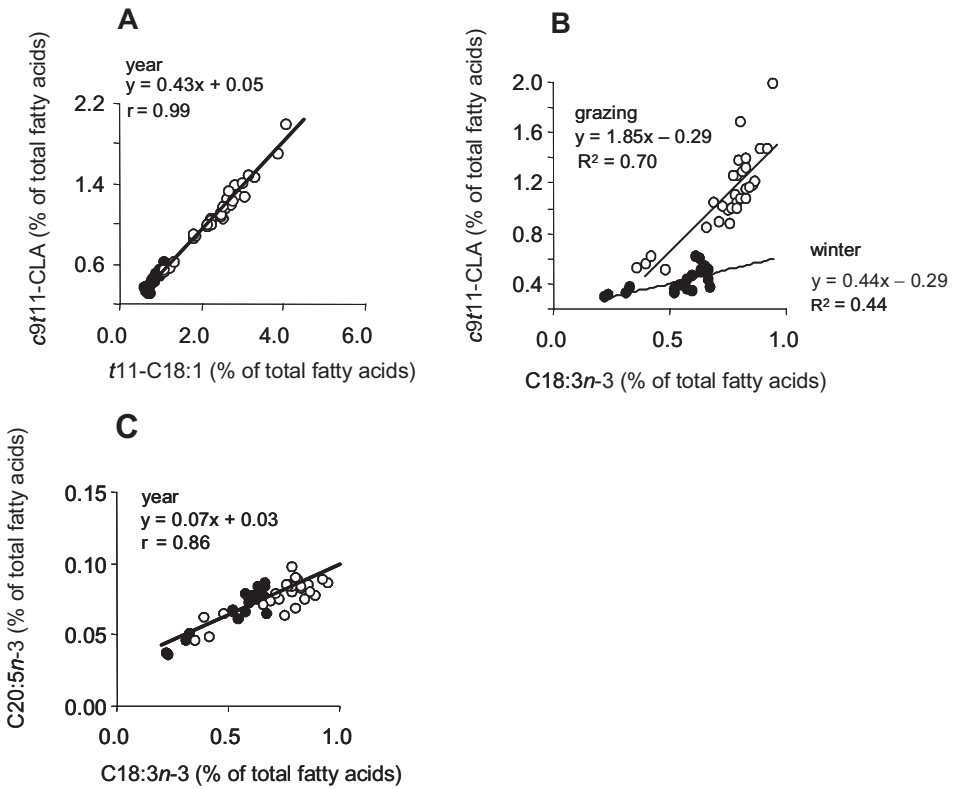 A
c9t11-CLA (% of total fatty acids)
year
y = 0.43x + 0.05
r = 0.99
2.2
1.4
0.6
0.0 2.0 4.0 6.0
t11-C18:1 (% of total fatty acids)
B
c9t11-CLA (% of total fatty acids)
2.0
1.6
1.2
0.8
0.4
grazing
y = 1.85x – 0.29
R² = 0.70
winter
y = 0.44x – 0.29
R² = 0.44
0.0 0.5 1.0
C18:3n-3 (% of total fatty acids)
C
C20:5n-3 (% of total fatty acids)
0.15
0.10
0.05
0.00
year
y = 0.07x + 0.03
r = 0.86
0.0 0.5 1.0
C18:3n-3 (% of total fatty acids)